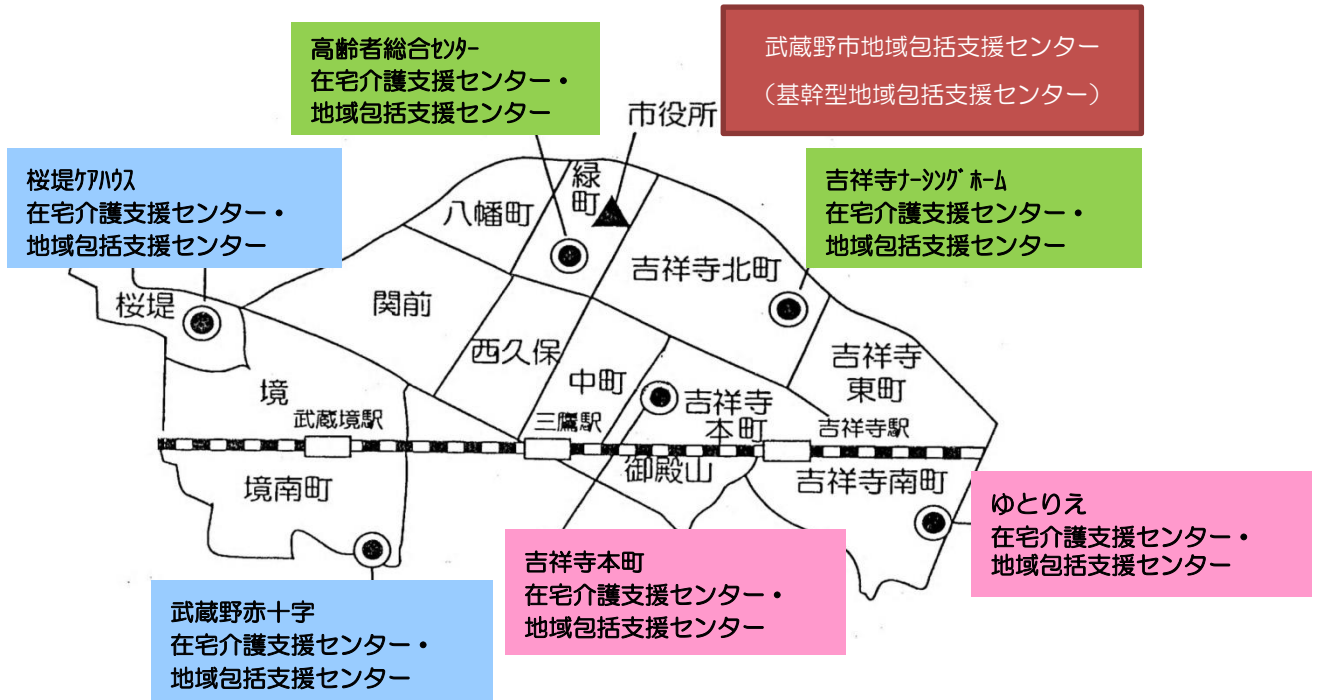 高齢者総合ｾﾝﾀｰ
在宅介護支援センター・
地域包括支援センター
武蔵野市地域包括支援センター
（基幹型地域包括支援センター）
市役所
桜堤ｹｱﾊｳｽ
在宅介護支援センター・
地域包括支援センター
吉祥寺ﾅｰｼﾝｸﾞﾎｰﾑ
在宅介護支援センター・
地域包括支援センター
緑町
八幡町
吉祥寺北町
桜堤
関前
西久保
吉祥寺
東町
中町
吉祥寺
本町
境
武蔵境駅
三鷹駅
吉祥寺駅
境南町
御殿山
吉祥寺南町
ゆとりえ
在宅介護支援センター・
地域包括支援センター
吉祥寺本町
在宅介護支援センター・
地域包括支援センター
武蔵野赤十字
在宅介護支援センター・
地域包括支援センター